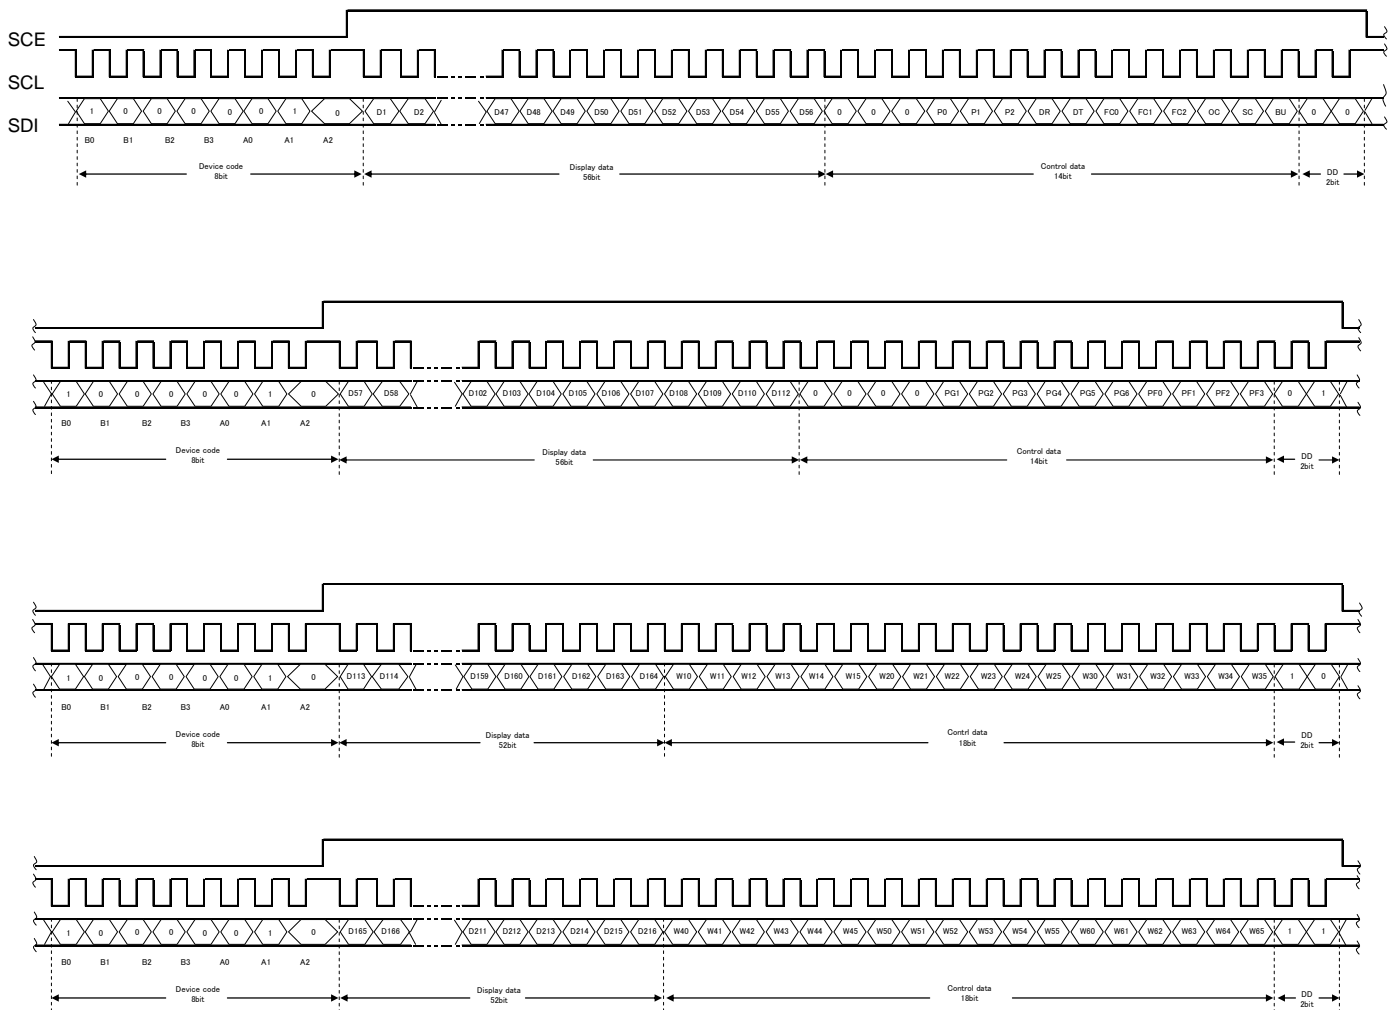 SCE
SCL
SDI
1 0 0 0 0 0 1 0 D1 D2 D47 D48 D49 D50 D51 D52 D53 D54 D55 D56 0 0 0 P0 P1 P2 DR DT FC0 FC1 FC2 OC SC BU 0 0
B0 B1 B2 B3 A0 A1 A2
Device code
8bit
Display data
56bit
Control data
14bit
DD
2bit
1 0 0 0 0 0 1 0 D57 D58 D102 D103 D104 D105 D106 D107 D108 D109 D110 D112 0 0 0 0 PG1 PG2 PG3 PG4 PG5 PG6 PF0 PF1 PF2 PF3 0 1
B0 B1 B2 B3 A0 A1 A2
Device code
8bit
Display data
56bit
Control data
14bit
DD
2bit
1 0 0 0 0 0 1 0 D113 D114 D159 D160 D161 D162 D163 D164 W10 W11 W12 W13 W14 W15 W20 W21 W22 W23 W24 W25 W30 W31 W32 W33 W34 W35 1 0
B0 B1 B2 B3 A0 A1 A2
Device code
8bit
Display data
52bit
Contrl data
18bit
DD
2bit
1 0 0 0 0 0 1 0 D165 D166 D211 D212 D213 D214 D215 D216 W40 W41 W42 W43 W44 W45 W50 W51 W52 W53 W54 W55 W60 W61 W62 W63 W64 W65 1 1
B0 B1 B2 B3 A0 A1 A2
Device code
8bit
Display data
52bit
Control data
18bit
DD
2bit